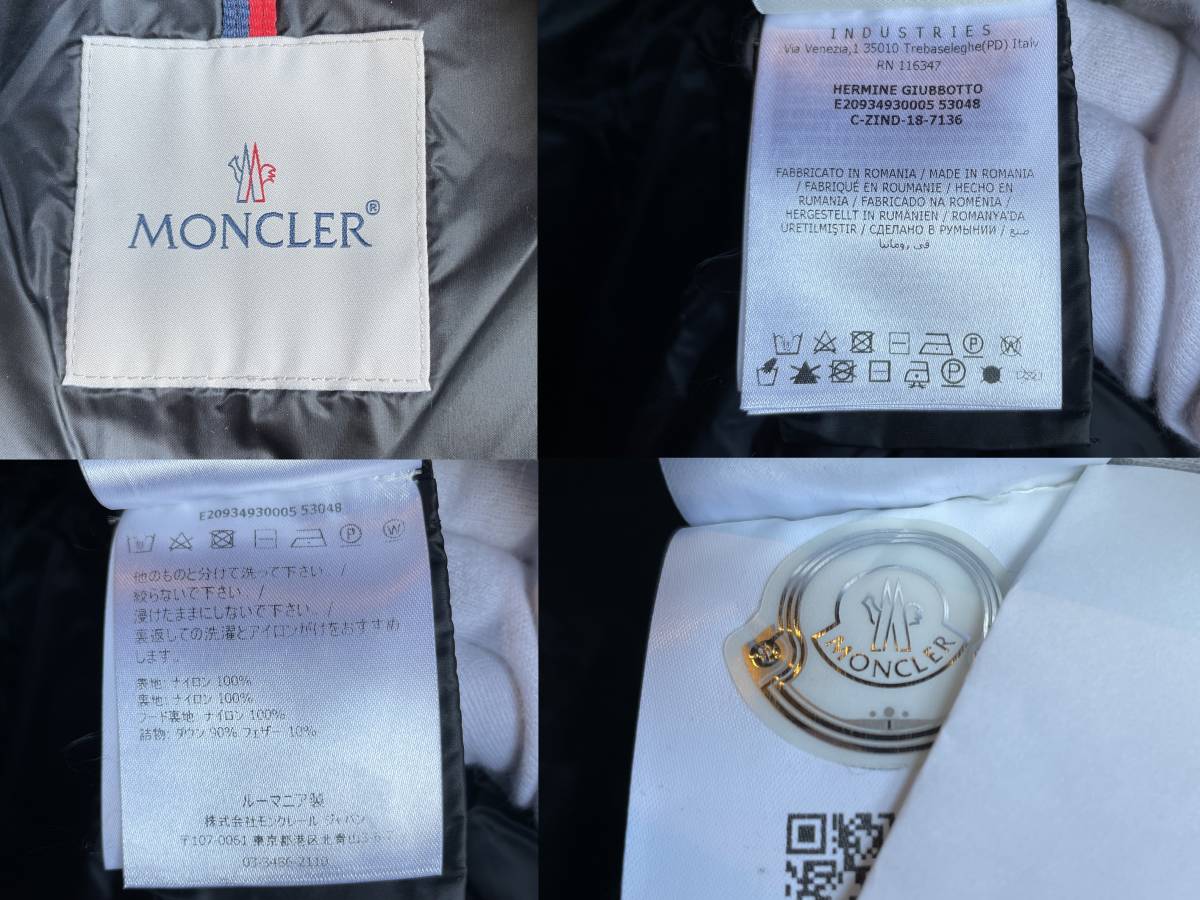 MONCLER®
INDUSTRIES
Via Venezia,1 35010 Trebaseleghe(PD) Italy
RN 116347
HERMINE GIUBBOTTO
E20934930005 53048
C-ZIND-18-7136
FABBRICATO IN ROMANIA / MADE IN ROMANIA
/ FABRIQUÉ EN ROUMANIE / HECHO EN
RUMANIA / FABRICADO NA ROMÉNIA /
HERGESTELLT IN RUMÄNIEN / ROMANYA'DA
ÜRETILMIŞTIR / СДЕЛАНО В РУМЫНИИ / صنع
في رومانيا
E20934930005 53048
他のものと分けて洗って下さい。/
絞らないで下さい。/
浸けたままにしないで下さい。/
裏返しての洗濯とアイロンがけをおすすめ
します。
表地: ナイロン 100%
裏地: ナイロン 100%
フード裏地: ナイロン 100%
詰物: ダウン 90% フェザー 10%
ルーマニア製
株式会社モンクレール ジャパン
〒107-0061 東京都港区北青山3-6-7
03-3486-2110
MONCLER